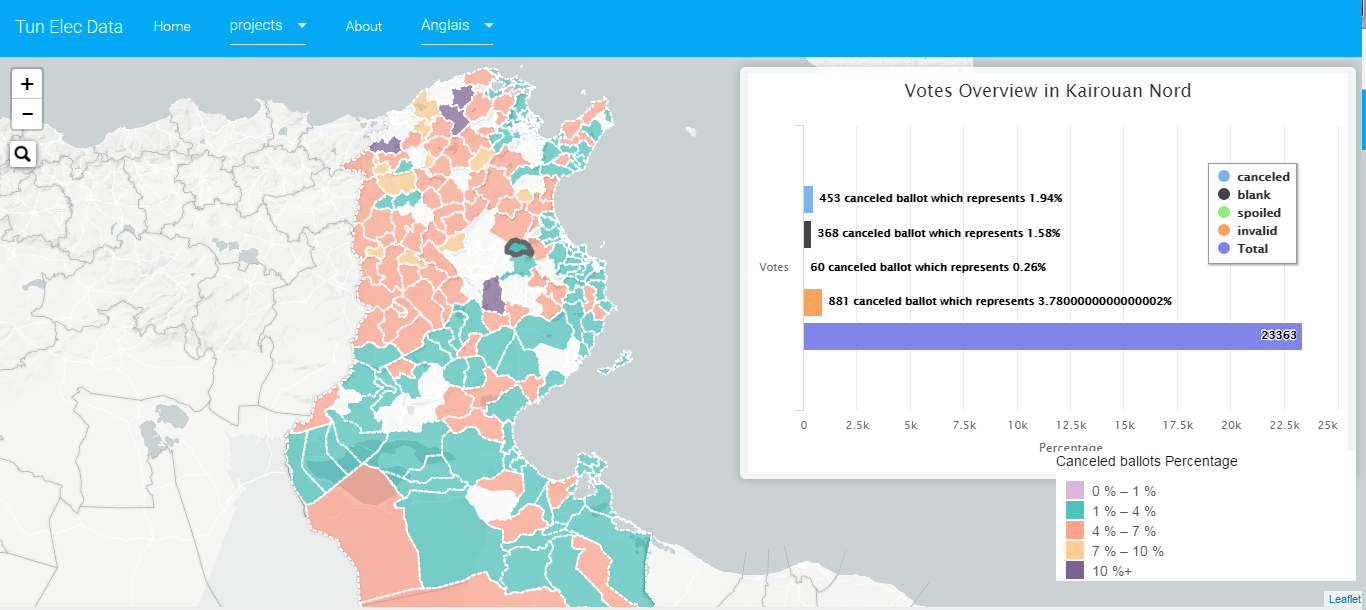 Tun Elec Data Home projects About Anglais
+
−
Votes Overview in Kairouan Nord
canceled
blank
spoiled
invalid
Total
453 canceled ballot which represents 1.94%
368 canceled ballot which represents 1.58%
Votes
60 canceled ballot which represents 0.26%
881 canceled ballot which represents 3.7800000000000002%
23363
0 2.5k 5k 7.5k 10k 12.5k 15k 17.5k 20k 22.5k 25k
Percentage
Canceled ballots Percentage
0 % – 1 %
1 % – 4 %
4 % – 7 %
7 % – 10 %
10 %+
Leaflet